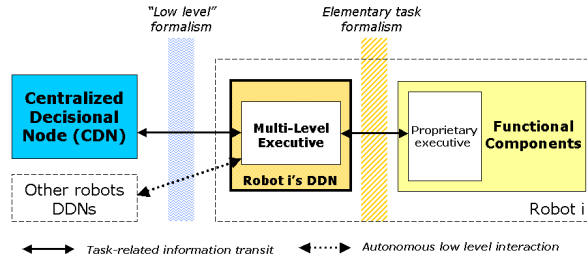 “Low level”
formalism
Elementary task
formalism
Centralized
Decisional
Node (CDN)
Multi-Level
Executive
Robot i’s DDN
Proprietary
executive
Functional
Components
Other robots
DDNs
Robot i
Task-related information transit
Autonomous low level interaction